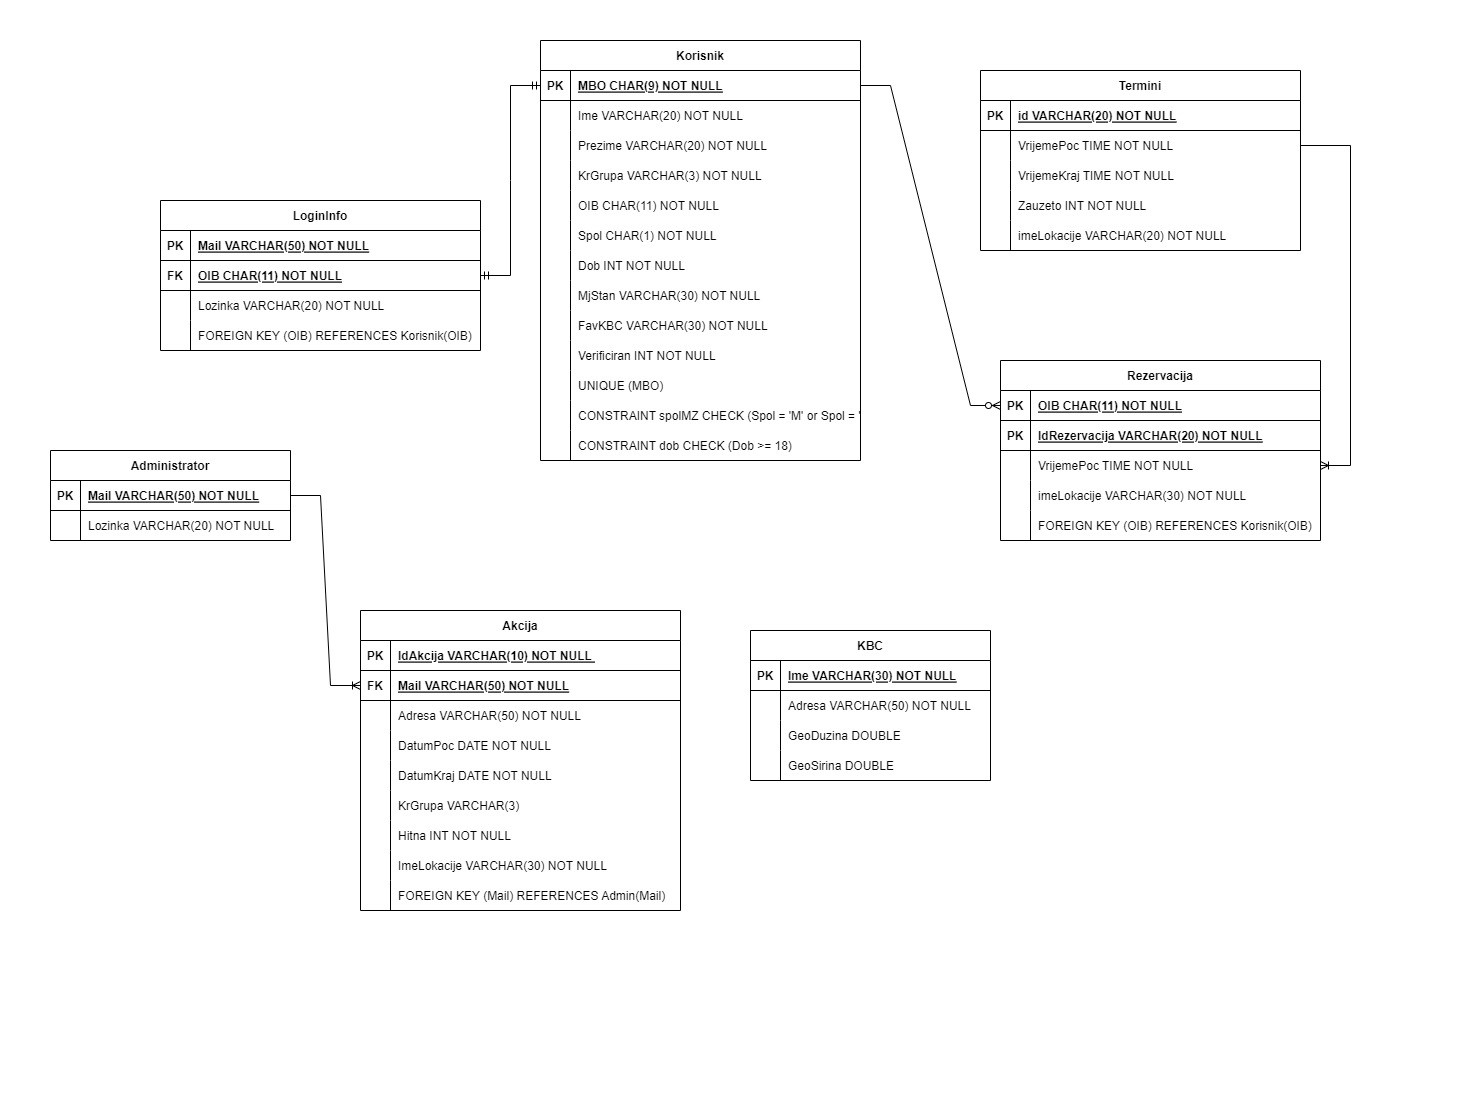 Korisnik
PK MBO CHAR(9) NOT NULL
Ime VARCHAR(20) NOT NULL
Prezime VARCHAR(20) NOT NULL
KrGrupa VARCHAR(3) NOT NULL
OIB CHAR(11) NOT NULL
Spol CHAR(1) NOT NULL
Dob INT NOT NULL
MjStan VARCHAR(30) NOT NULL
FavKBC VARCHAR(30) NOT NULL
Verificiran INT NOT NULL
UNIQUE (MBO)
CONSTRAINT spolMZ CHECK (Spol = 'M' or Spol = '
CONSTRAINT dob CHECK (Dob >= 18)
Termini
PK id VARCHAR(20) NOT NULL
VrijemePoc TIME NOT NULL
VrijemeKraj TIME NOT NULL
Zauzeto INT NOT NULL
imeLokacije VARCHAR(20) NOT NULL
LoginInfo
PK Mail VARCHAR(50) NOT NULL
FK OIB CHAR(11) NOT NULL
Lozinka VARCHAR(20) NOT NULL
FOREIGN KEY (OIB) REFERENCES Korisnik(OIB)
Rezervacija
PK OIB CHAR(11) NOT NULL
PK IdRezervacija VARCHAR(20) NOT NULL
VrijemePoc TIME NOT NULL
imeLokacije VARCHAR(30) NOT NULL
FOREIGN KEY (OIB) REFERENCES Korisnik(OIB)
Administrator
PK Mail VARCHAR(50) NOT NULL
Lozinka VARCHAR(20) NOT NULL
Akcija
PK IdAkcija VARCHAR(10) NOT NULL
FK Mail VARCHAR(50) NOT NULL
Adresa VARCHAR(50) NOT NULL
DatumPoc DATE NOT NULL
DatumKraj DATE NOT NULL
KrGrupa VARCHAR(3)
Hitna INT NOT NULL
ImeLokacije VARCHAR(30) NOT NULL
FOREIGN KEY (Mail) REFERENCES Admin(Mail)
KBC
PK Ime VARCHAR(30) NOT NULL
Adresa VARCHAR(50) NOT NULL
GeoDuzina DOUBLE
GeoSirina DOUBLE